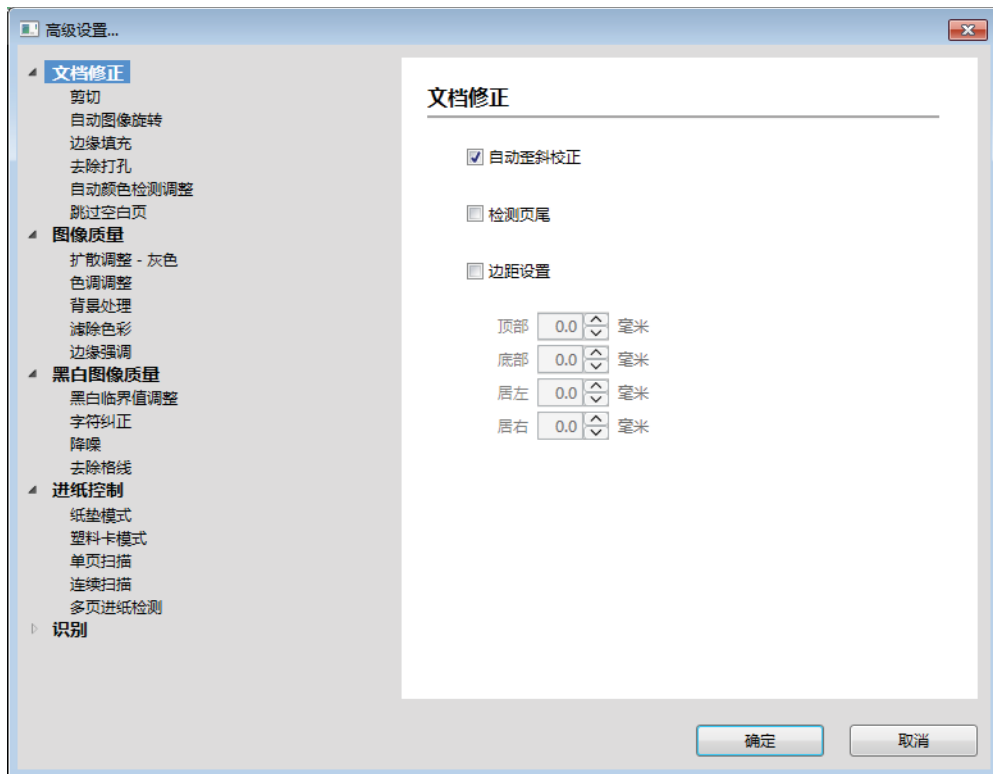 高级设置...
文档修正
剪切
自动图像旋转
边缘填充
去除打孔
自动颜色检测调整
跳过空白页
图像质量
扩散调整 - 灰色
色调调整
背景处理
滤除色彩
边缘强调
黑白图像质量
黑白临界值调整
字符纠正
降噪
去除格线
进纸控制
纸垫模式
塑料卡模式
单页扫描
连续扫描
多页进纸检测
识别
文档修正
自动歪斜校正
检测页尾
边距设置
顶部 0.0 毫米
底部 0.0 毫米
居左 0.0 毫米
居右 0.0 毫米
确定 取消